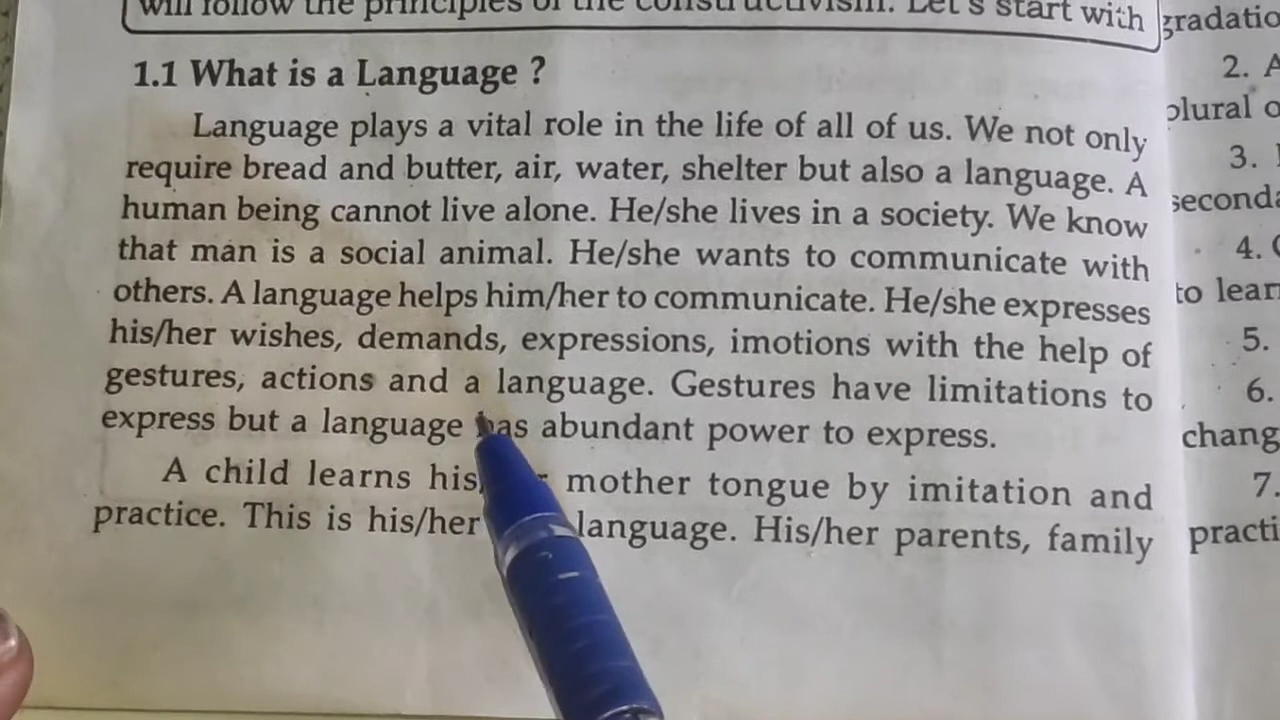 will follow the principles of the constructivism. Let's start with
1.1 What is a Language ?
Language plays a vital role in the life of all of us. We not only
require bread and butter, air, water, shelter but also a language. A
human being cannot live alone. He/she lives in a society. We know
that man is a social animal. He/she wants to communicate with
others. A language helps him/her to communicate. He/she expresses
his/her wishes, demands, expressions, imotions with the help of
gestures, actions and a language. Gestures have limitations to
express but a language has abundant power to express.
A child learns his/ mother tongue by imitation and
practice. This is his/her language. His/her parents, family
2. A
plural o
3.
4.
to lear
5.
6.
chang
7.
practi